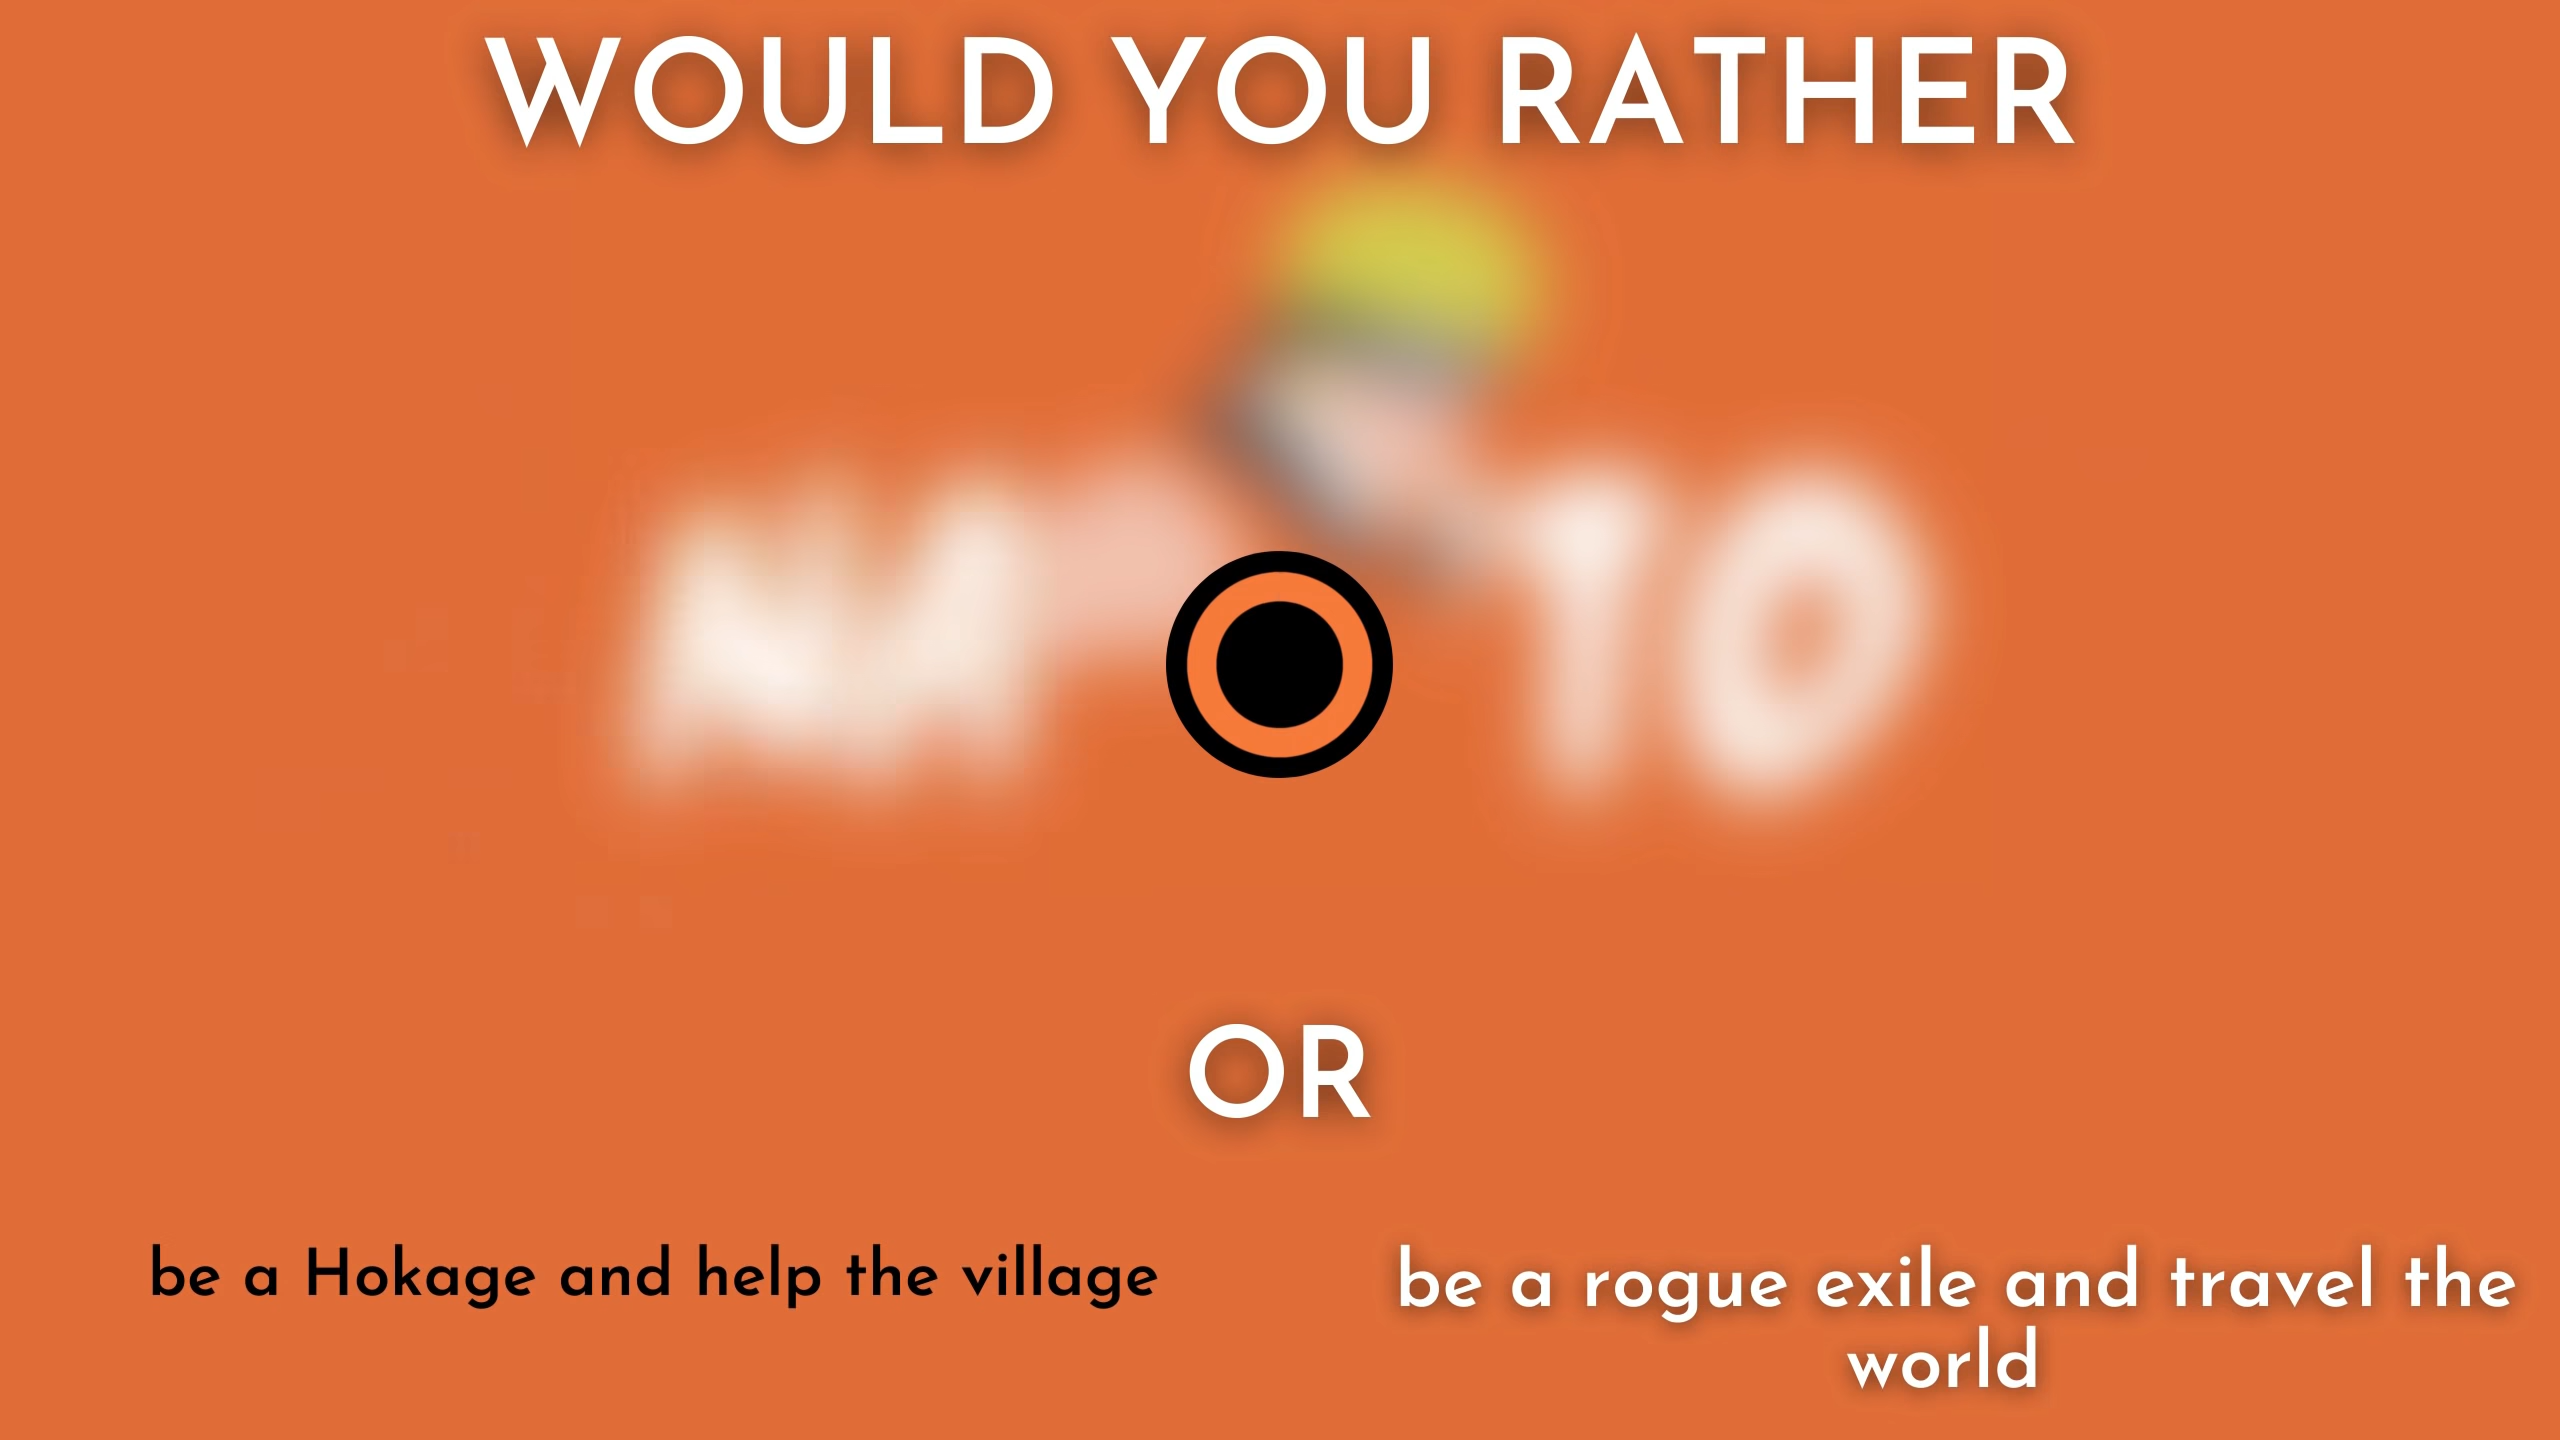 WOULD YOU RATHER
OR
be a Hokage and help the village
be a rogue exile and travel the
world